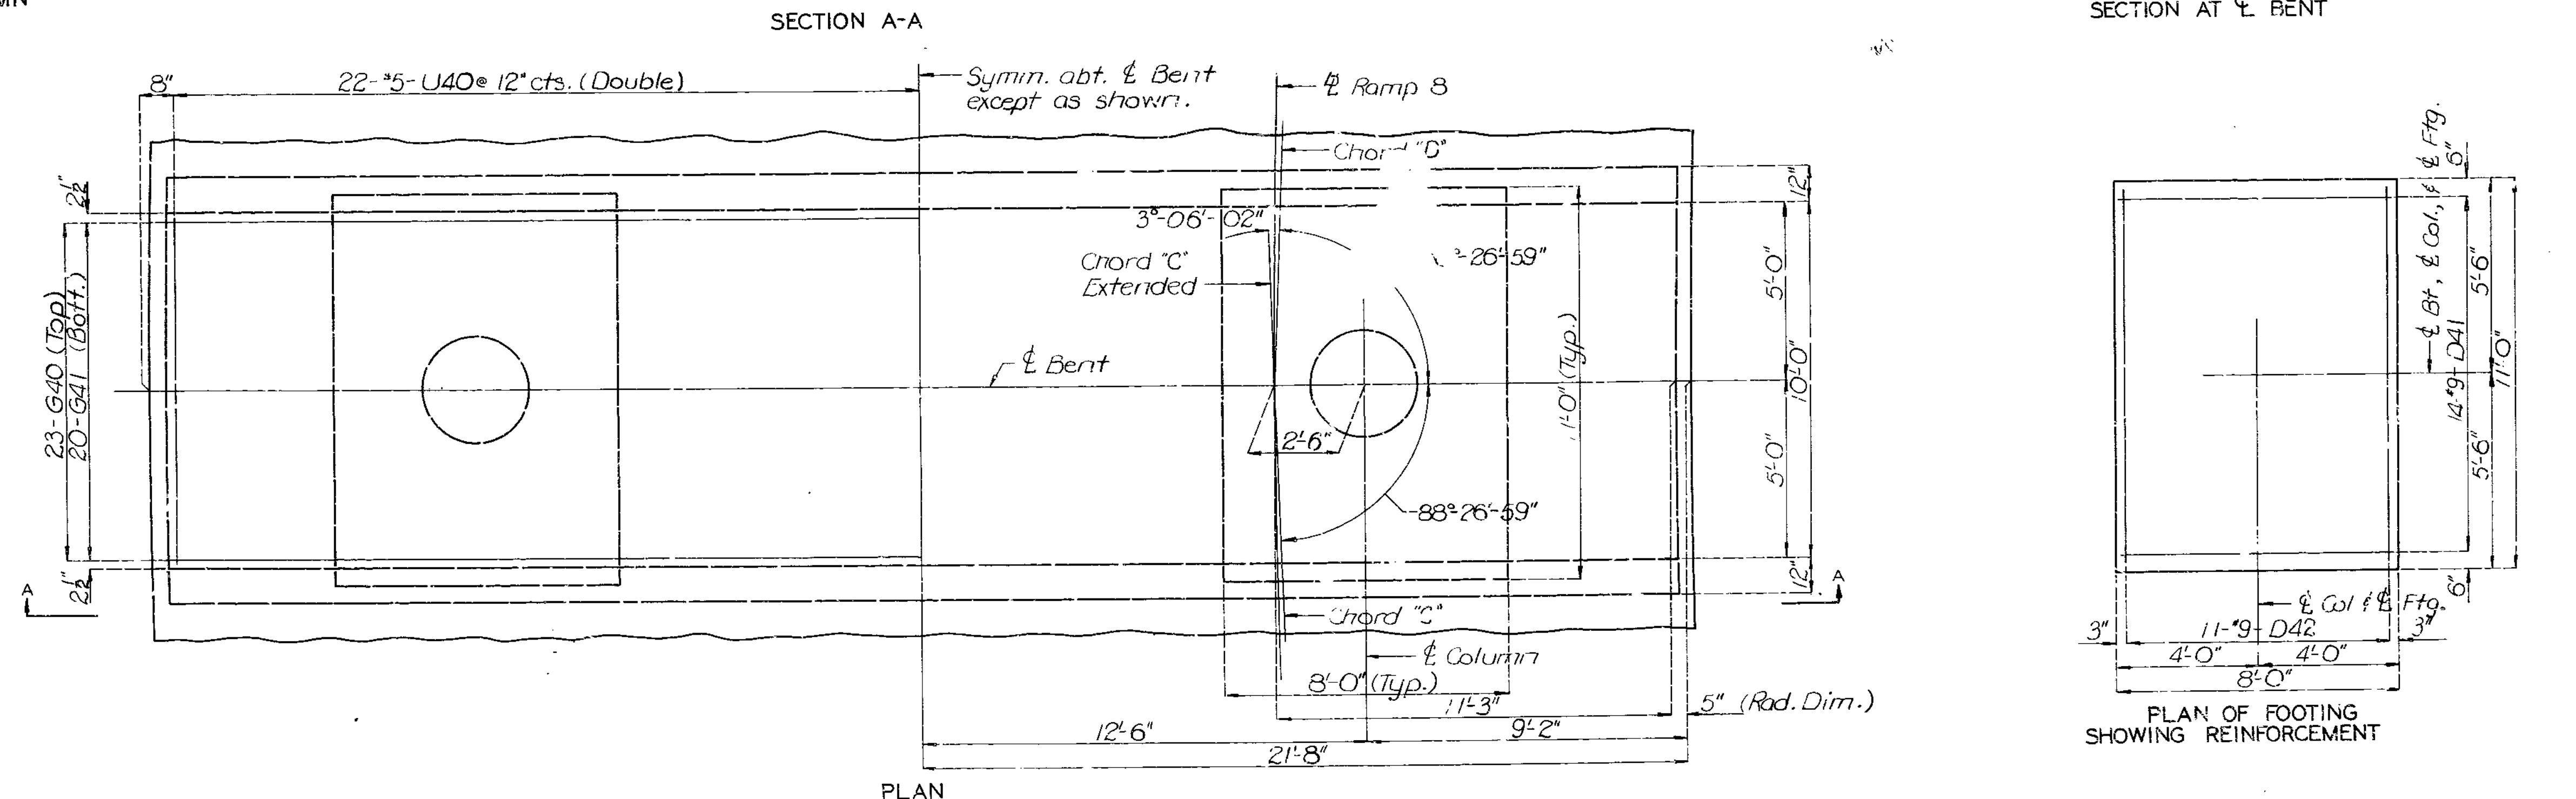 SECTION A-A
SECTION AT ℄ BENT
8"
22-#5-U40@ 12"cts. (Double)
Symm. abt. ℄ Bent
except as shown.
℄ Ramp 8
Chord "D"
12"
2½"
3°-06'-02"
Chord "C"
Extended
°-26'-59"
5'-0"
23-G40 (Top)
20-G41 (Bott.)
℄ Bent
10'-0"
2'-6"
5'-0"
-88°-26'-59"
2½"
12"
A
A
Chord "C"
℄ Column
8'-0" (Typ.)
11'-3"
5" (Rad. Dim.)
12'-6"
9'-2"
21'-8"
PLAN
6"
℄ Bt., ℄ Col., & ℄ Ftg.
5'-6"
14-#9-D41
11'-0"
5'-6"
6"
℄ Col & ℄ Ftg.
3"
11-#9-D42
3"
4'-0"
4'-0"
8'-0"
PLAN OF FOOTING
SHOWING REINFORCEMENT